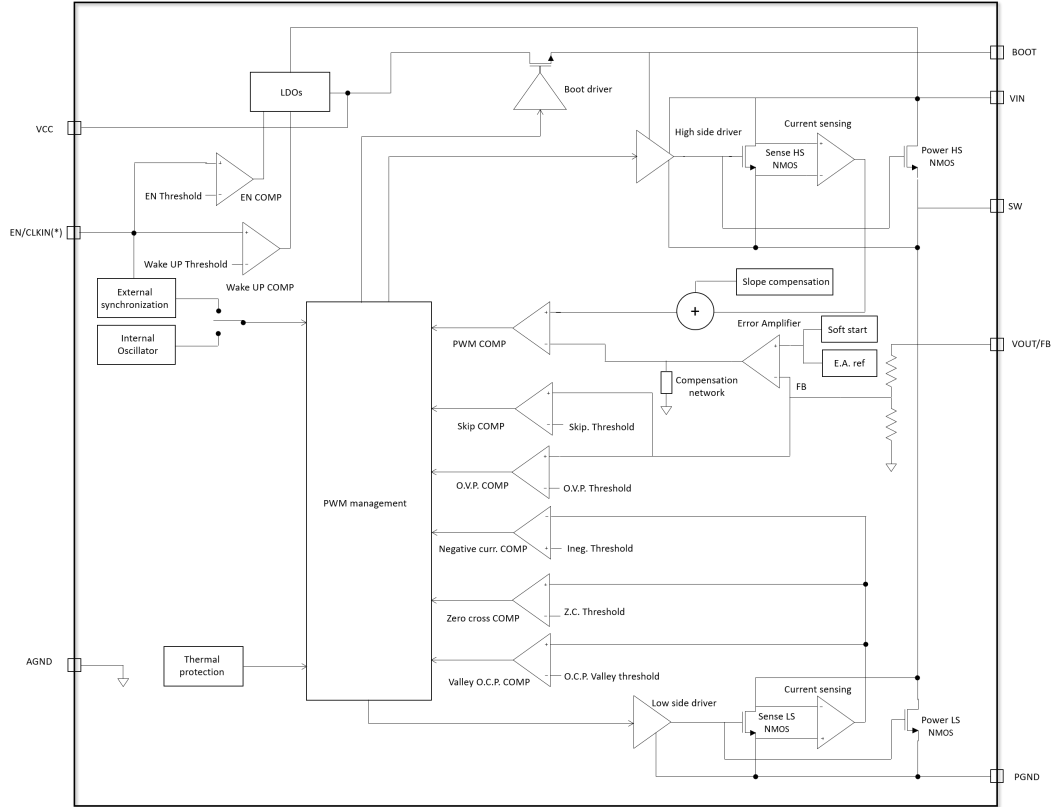 BOOT
LDOs
Boot driver
VIN
VCC
High side driver
Current sensing
+
−
Sense HS
NMOS
Power HS
NMOS
+
−
EN Threshold
EN COMP
SW
EN/CLKIN(*)
+
−
Wake UP Threshold
Wake UP COMP
External
synchronization
Slope compensation
+
Internal
Oscillator
+
−
PWM COMP
Error Amplifier
Soft start
+
−
E.A. ref
VOUT/FB
FB
Compensation
network
+
−
Skip COMP
Skip. Threshold
+
−
O.V.P. COMP
O.V.P. Threshold
PWM management
−
+
Negative curr. COMP
Ineg. Threshold
+
−
Zero cross COMP
Z.C. Threshold
AGND
Thermal
protection
+
−
Valley O.C.P. COMP
O.C.P. Valley threshold
Low side driver
Current sensing
−
+
Sense LS
NMOS
Power LS
NMOS
PGND